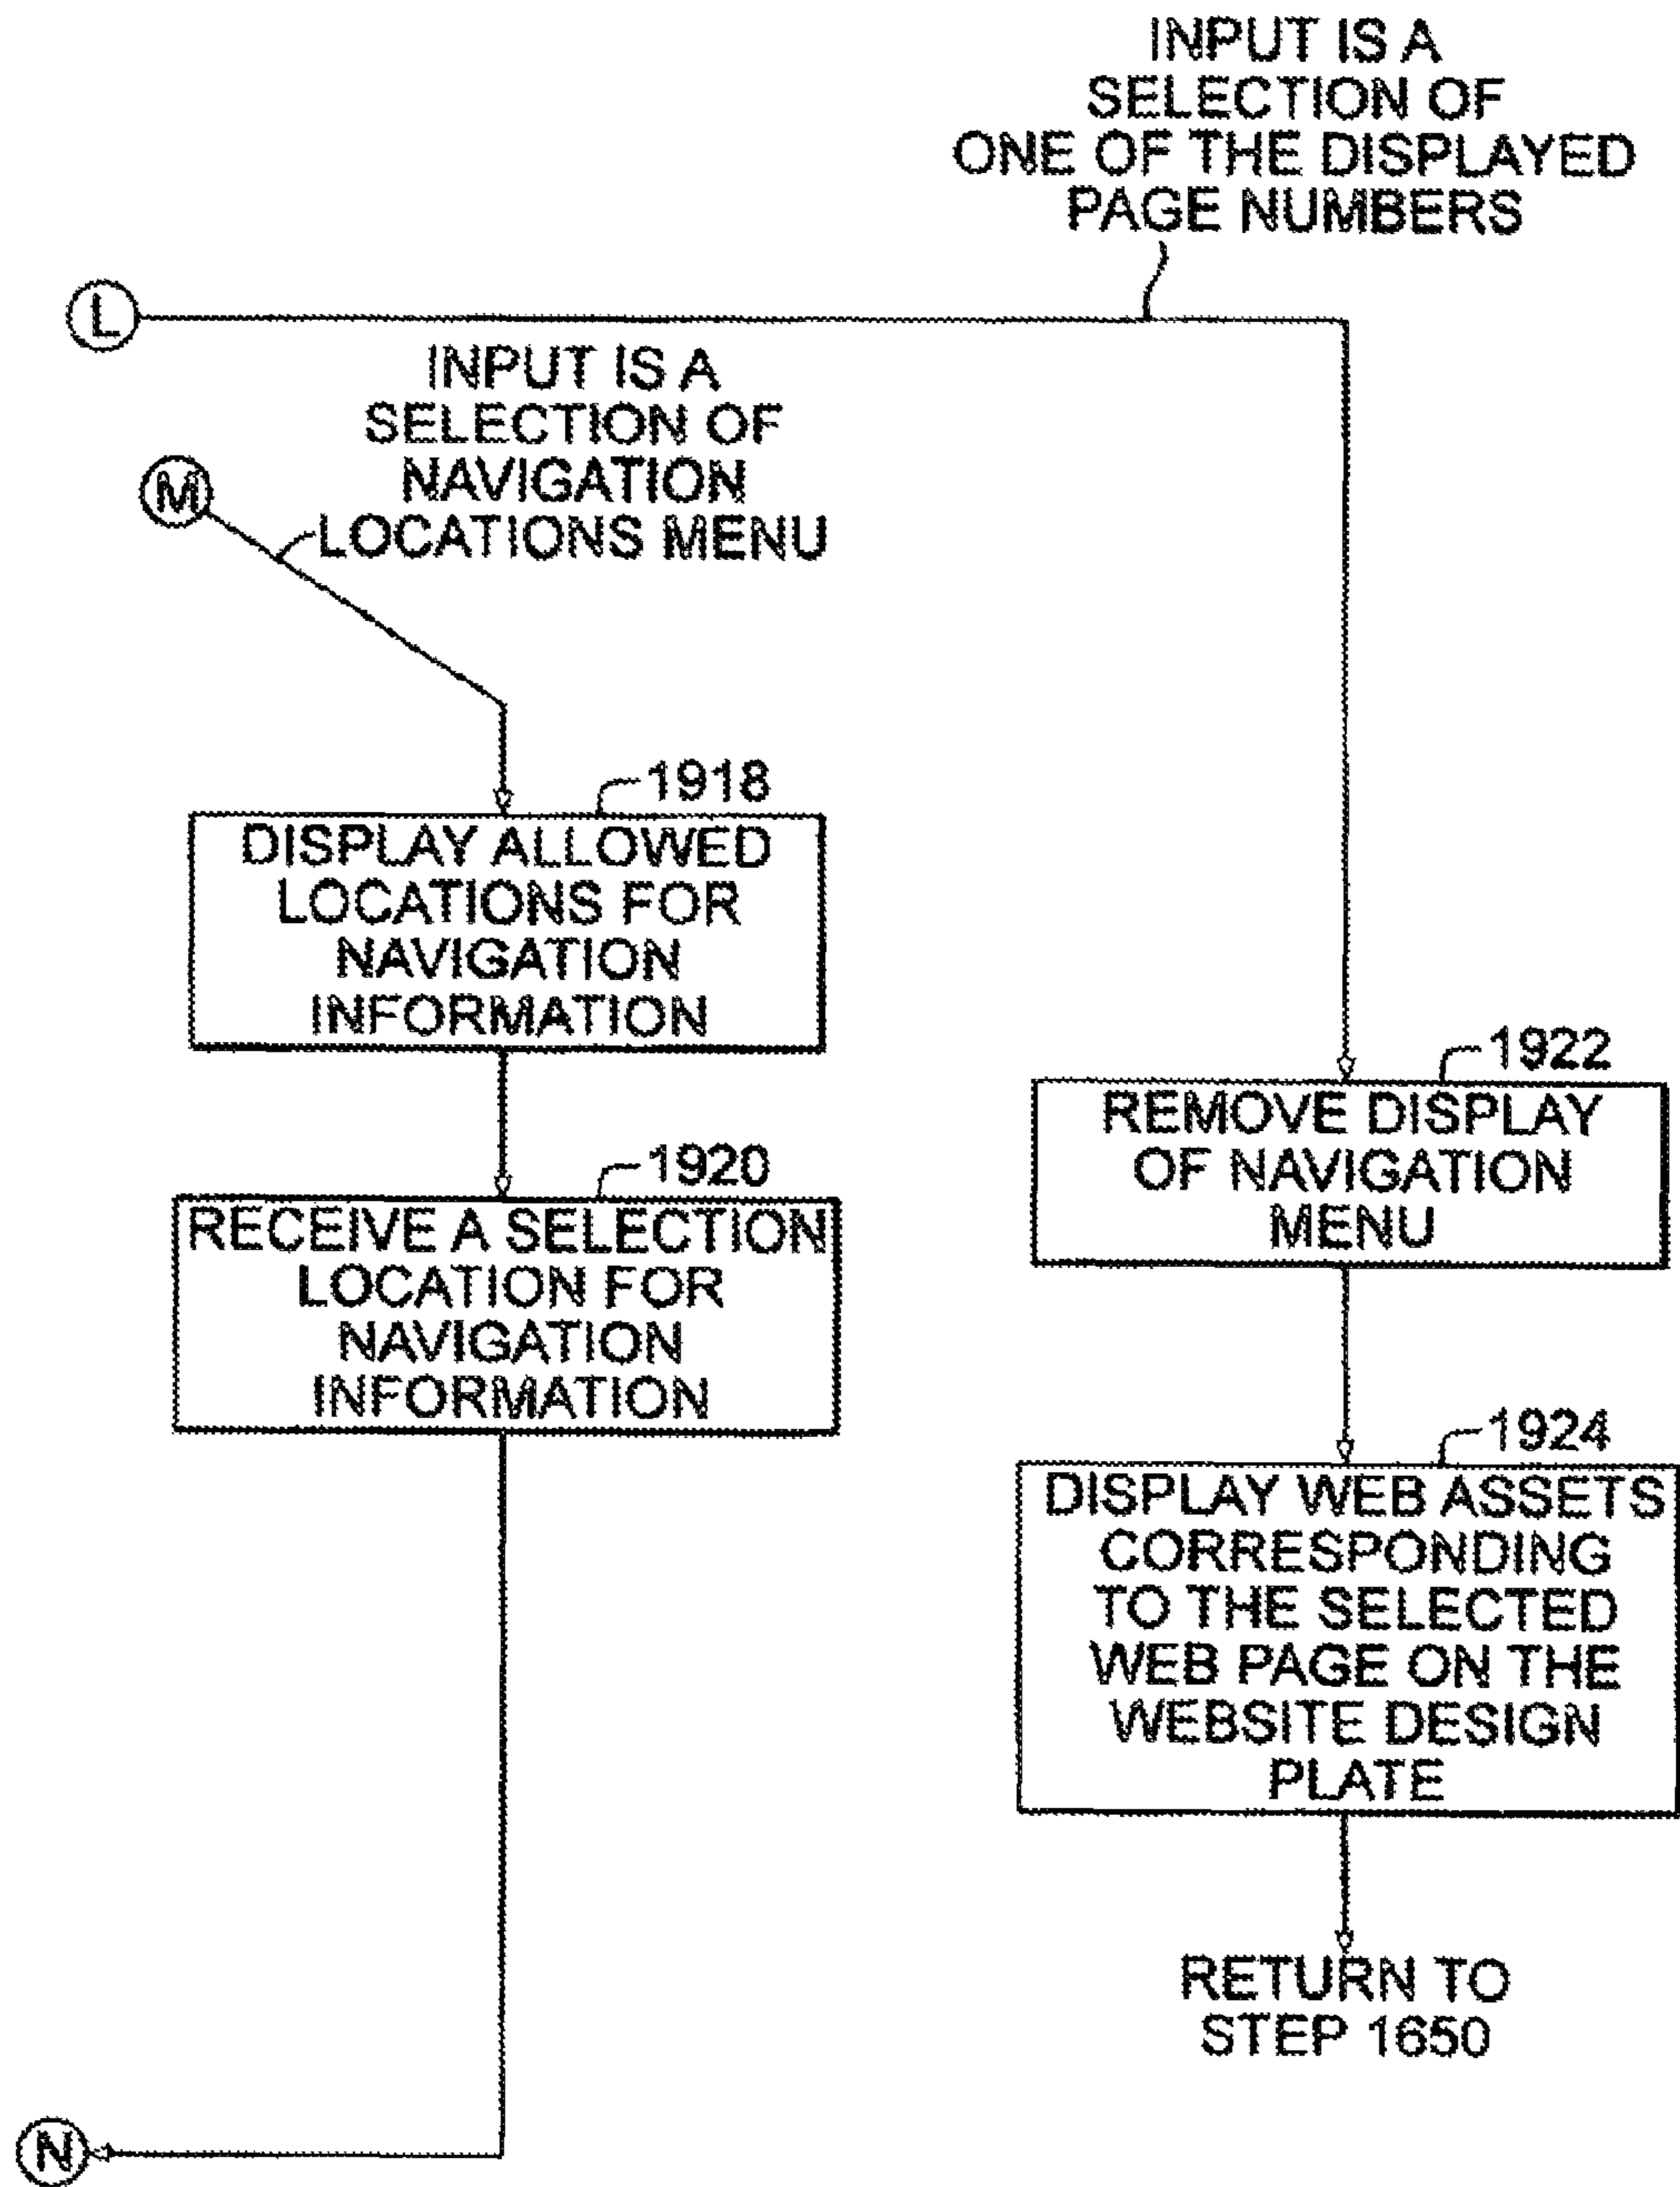 INPUT IS A
SELECTION OF
ONE OF THE DISPLAYED
PAGE NUMBERS
L
INPUT IS A
SELECTION OF
NAVIGATION
LOCATIONS MENU
M
1918
DISPLAY ALLOWED
LOCATIONS FOR
NAVIGATION
INFORMATION
1920
RECEIVE A SELECTION
LOCATION FOR
NAVIGATION
INFORMATION
1922
REMOVE DISPLAY
OF NAVIGATION
MENU
1924
DISPLAY WEB ASSETS
CORRESPONDING
TO THE SELECTED
WEB PAGE ON THE
WEBSITE DESIGN
PLATE
RETURN TO
STEP 1650
N